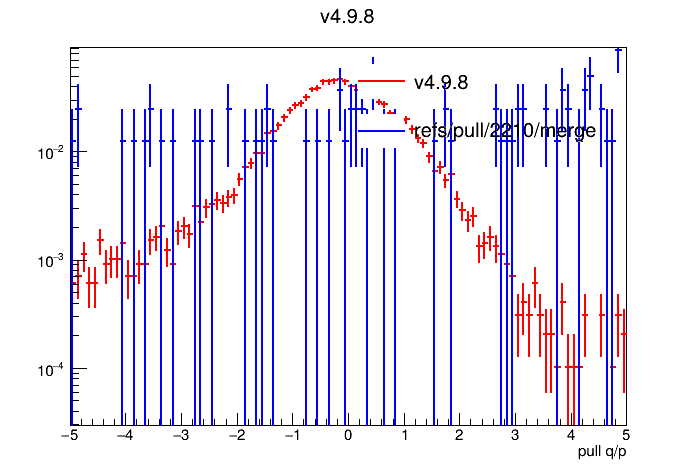 v4.9.8
v4.9.8
refs/pull/2210/merge
10⁻²
10⁻³
10⁻⁴
−5 −4 −3 −2 −1 0 1 2 3 4 5
pull q/p